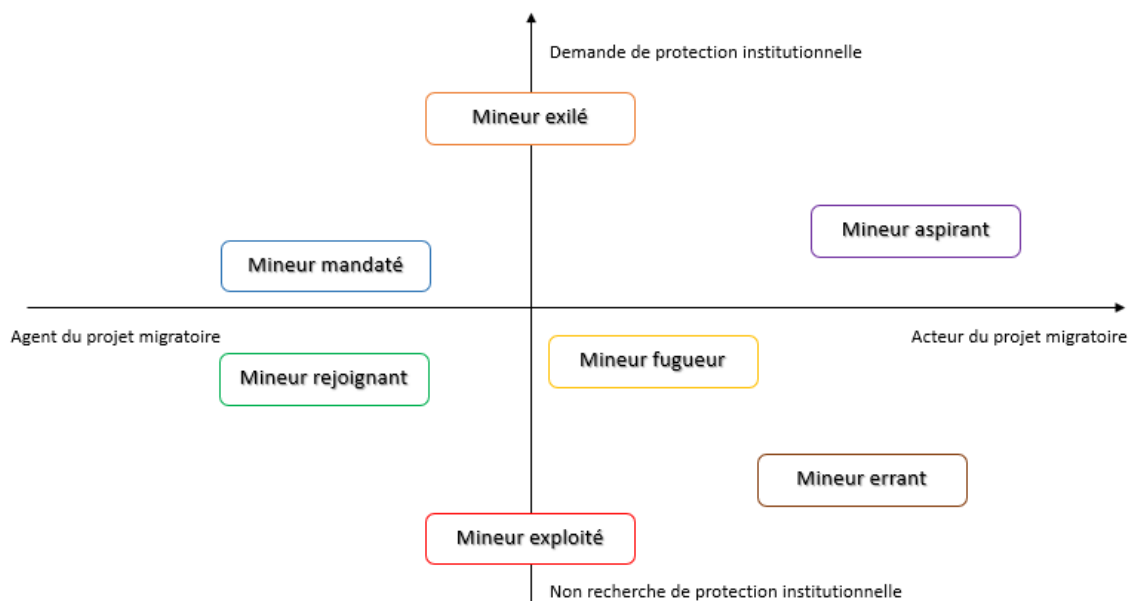 Demande de protection institutionnelle
Mineur exilé
Mineur aspirant
Mineur mandaté
Agent du projet migratoire
Acteur du projet migratoire
Mineur fugueur
Mineur rejoignant
Mineur errant
Mineur exploité
Non recherche de protection institutionnelle